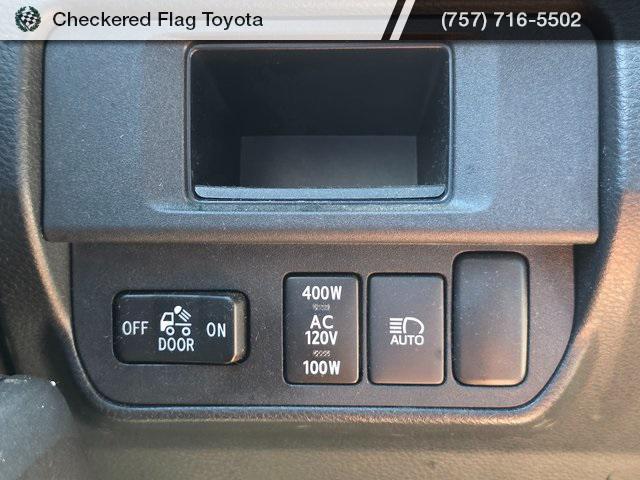 Checkered Flag Toyota
(757) 716-5502
OFF
ON
DOOR
400W
AC
120V
100W
AUTO